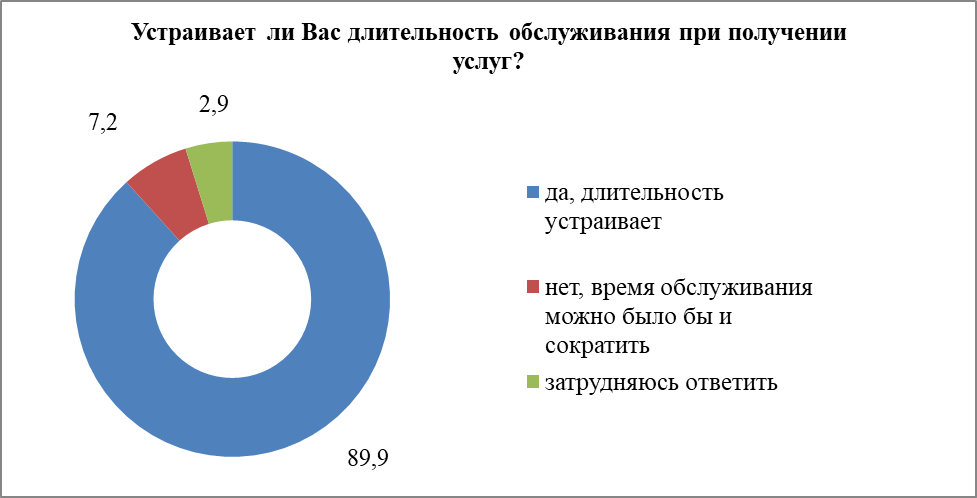 Устраивает ли Вас длительность обслуживания при получении
услуг?
2,9
7,2
89,9
да, длительность
устраивает
нет, время обслуживания
можно было бы и
сократить
затрудняюсь ответить